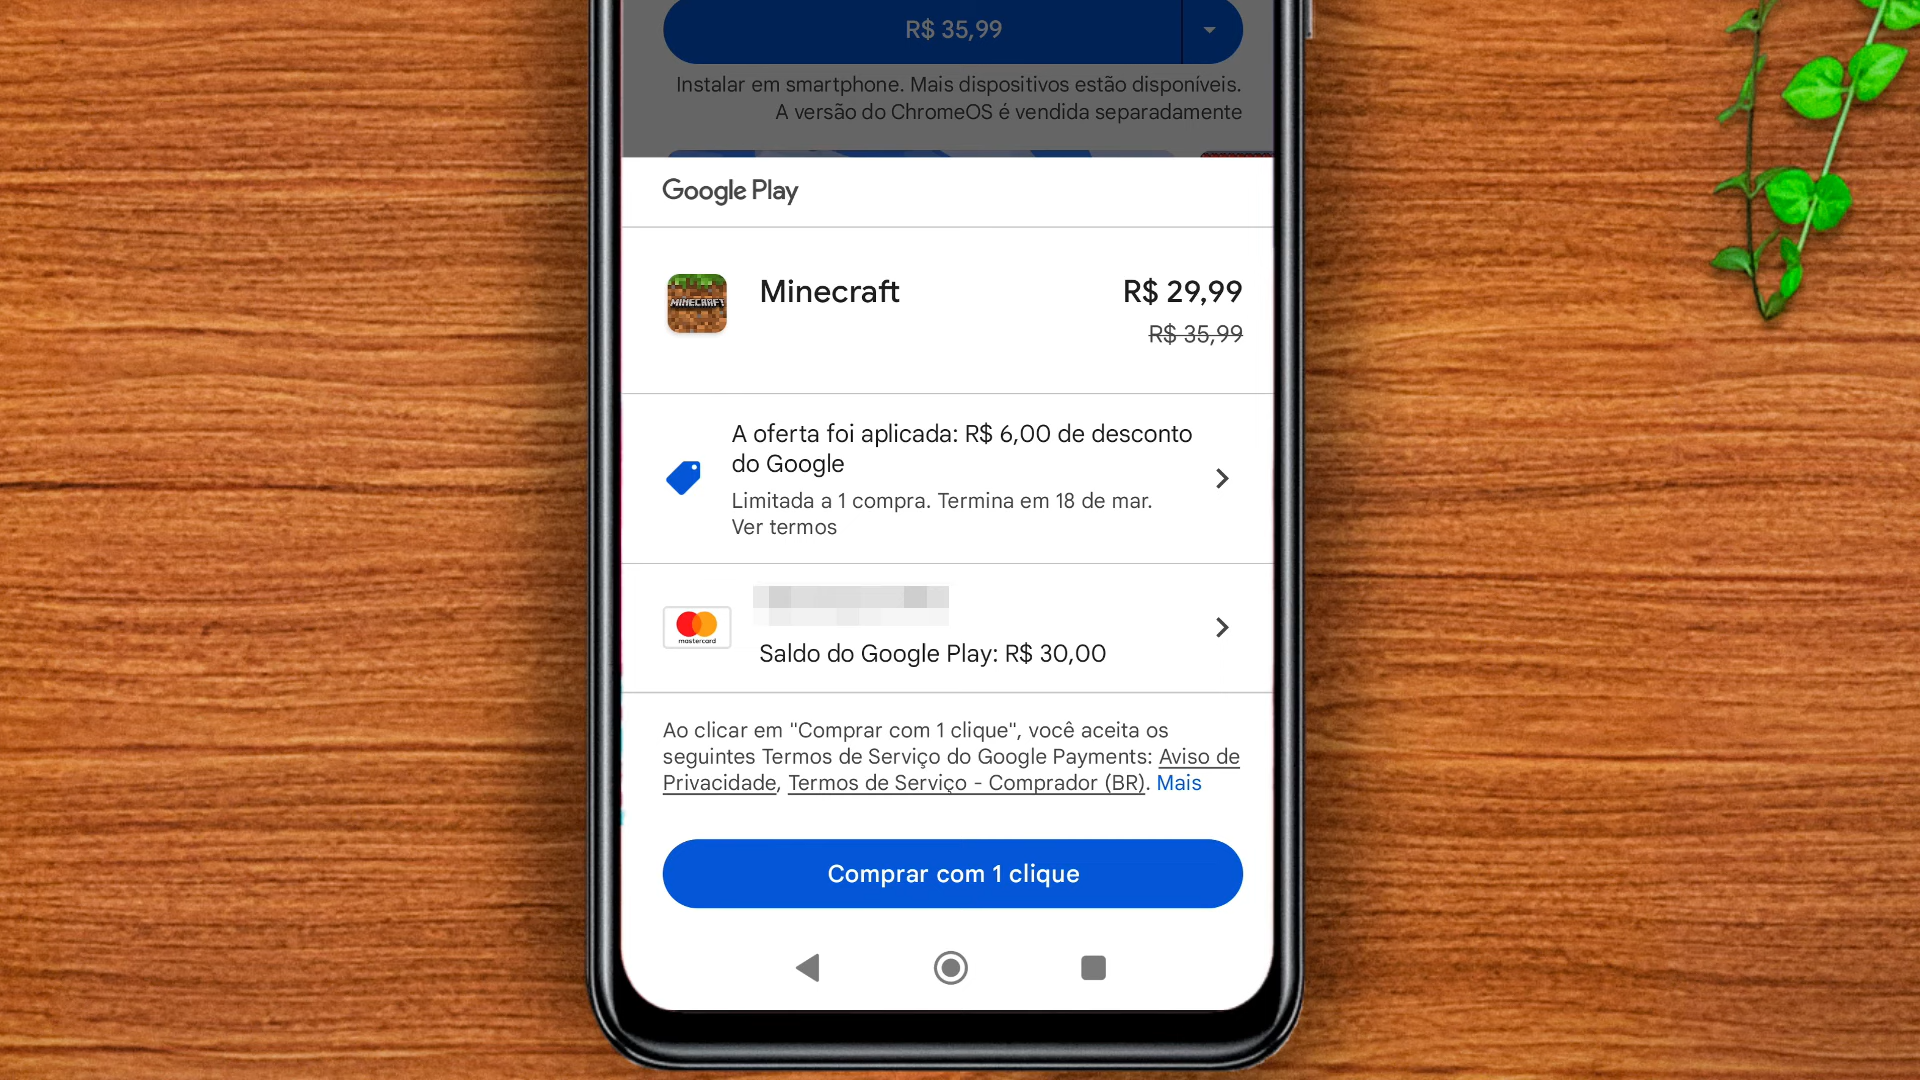 R$ 35,99
Instalar em smartphone. Mais dispositivos estão disponíveis.
A versão do ChromeOS é vendida separadamente
Google Play
MINECRAFT
Minecraft
R$ 29,99
R$ 35,99
A oferta foi aplicada: R$ 6,00 de desconto
do Google
Limitada a 1 compra. Termina em 18 de mar.
Ver termos
mastercard
Saldo do Google Play: R$ 30,00
Ao clicar em "Comprar com 1 clique", você aceita os
seguintes Termos de Serviço do Google Payments: Aviso de
Privacidade, Termos de Serviço - Comprador (BR). Mais
Comprar com 1 clique